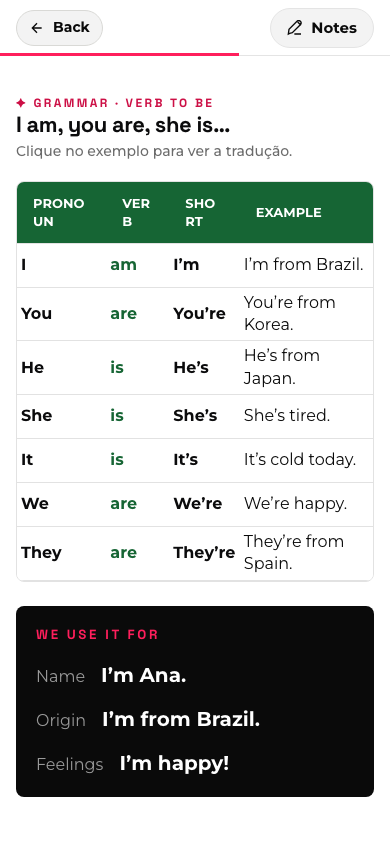 Back
Notes
GRAMMAR · VERB TO BE
I am, you are, she is...
Clique no exemplo para ver a tradução.
PRONO
UN
VER
B
SHO
RT
EXAMPLE
I am I’m I’m from Brazil.
You are You’re You’re from
Korea.
He is He’s He’s from
Japan.
She is She’s She’s tired.
It is It’s It’s cold today.
We are We’re We’re happy.
They are They’re They’re from
Spain.
WE USE IT FOR
Name I’m Ana.
Origin I’m from Brazil.
Feelings I’m happy!